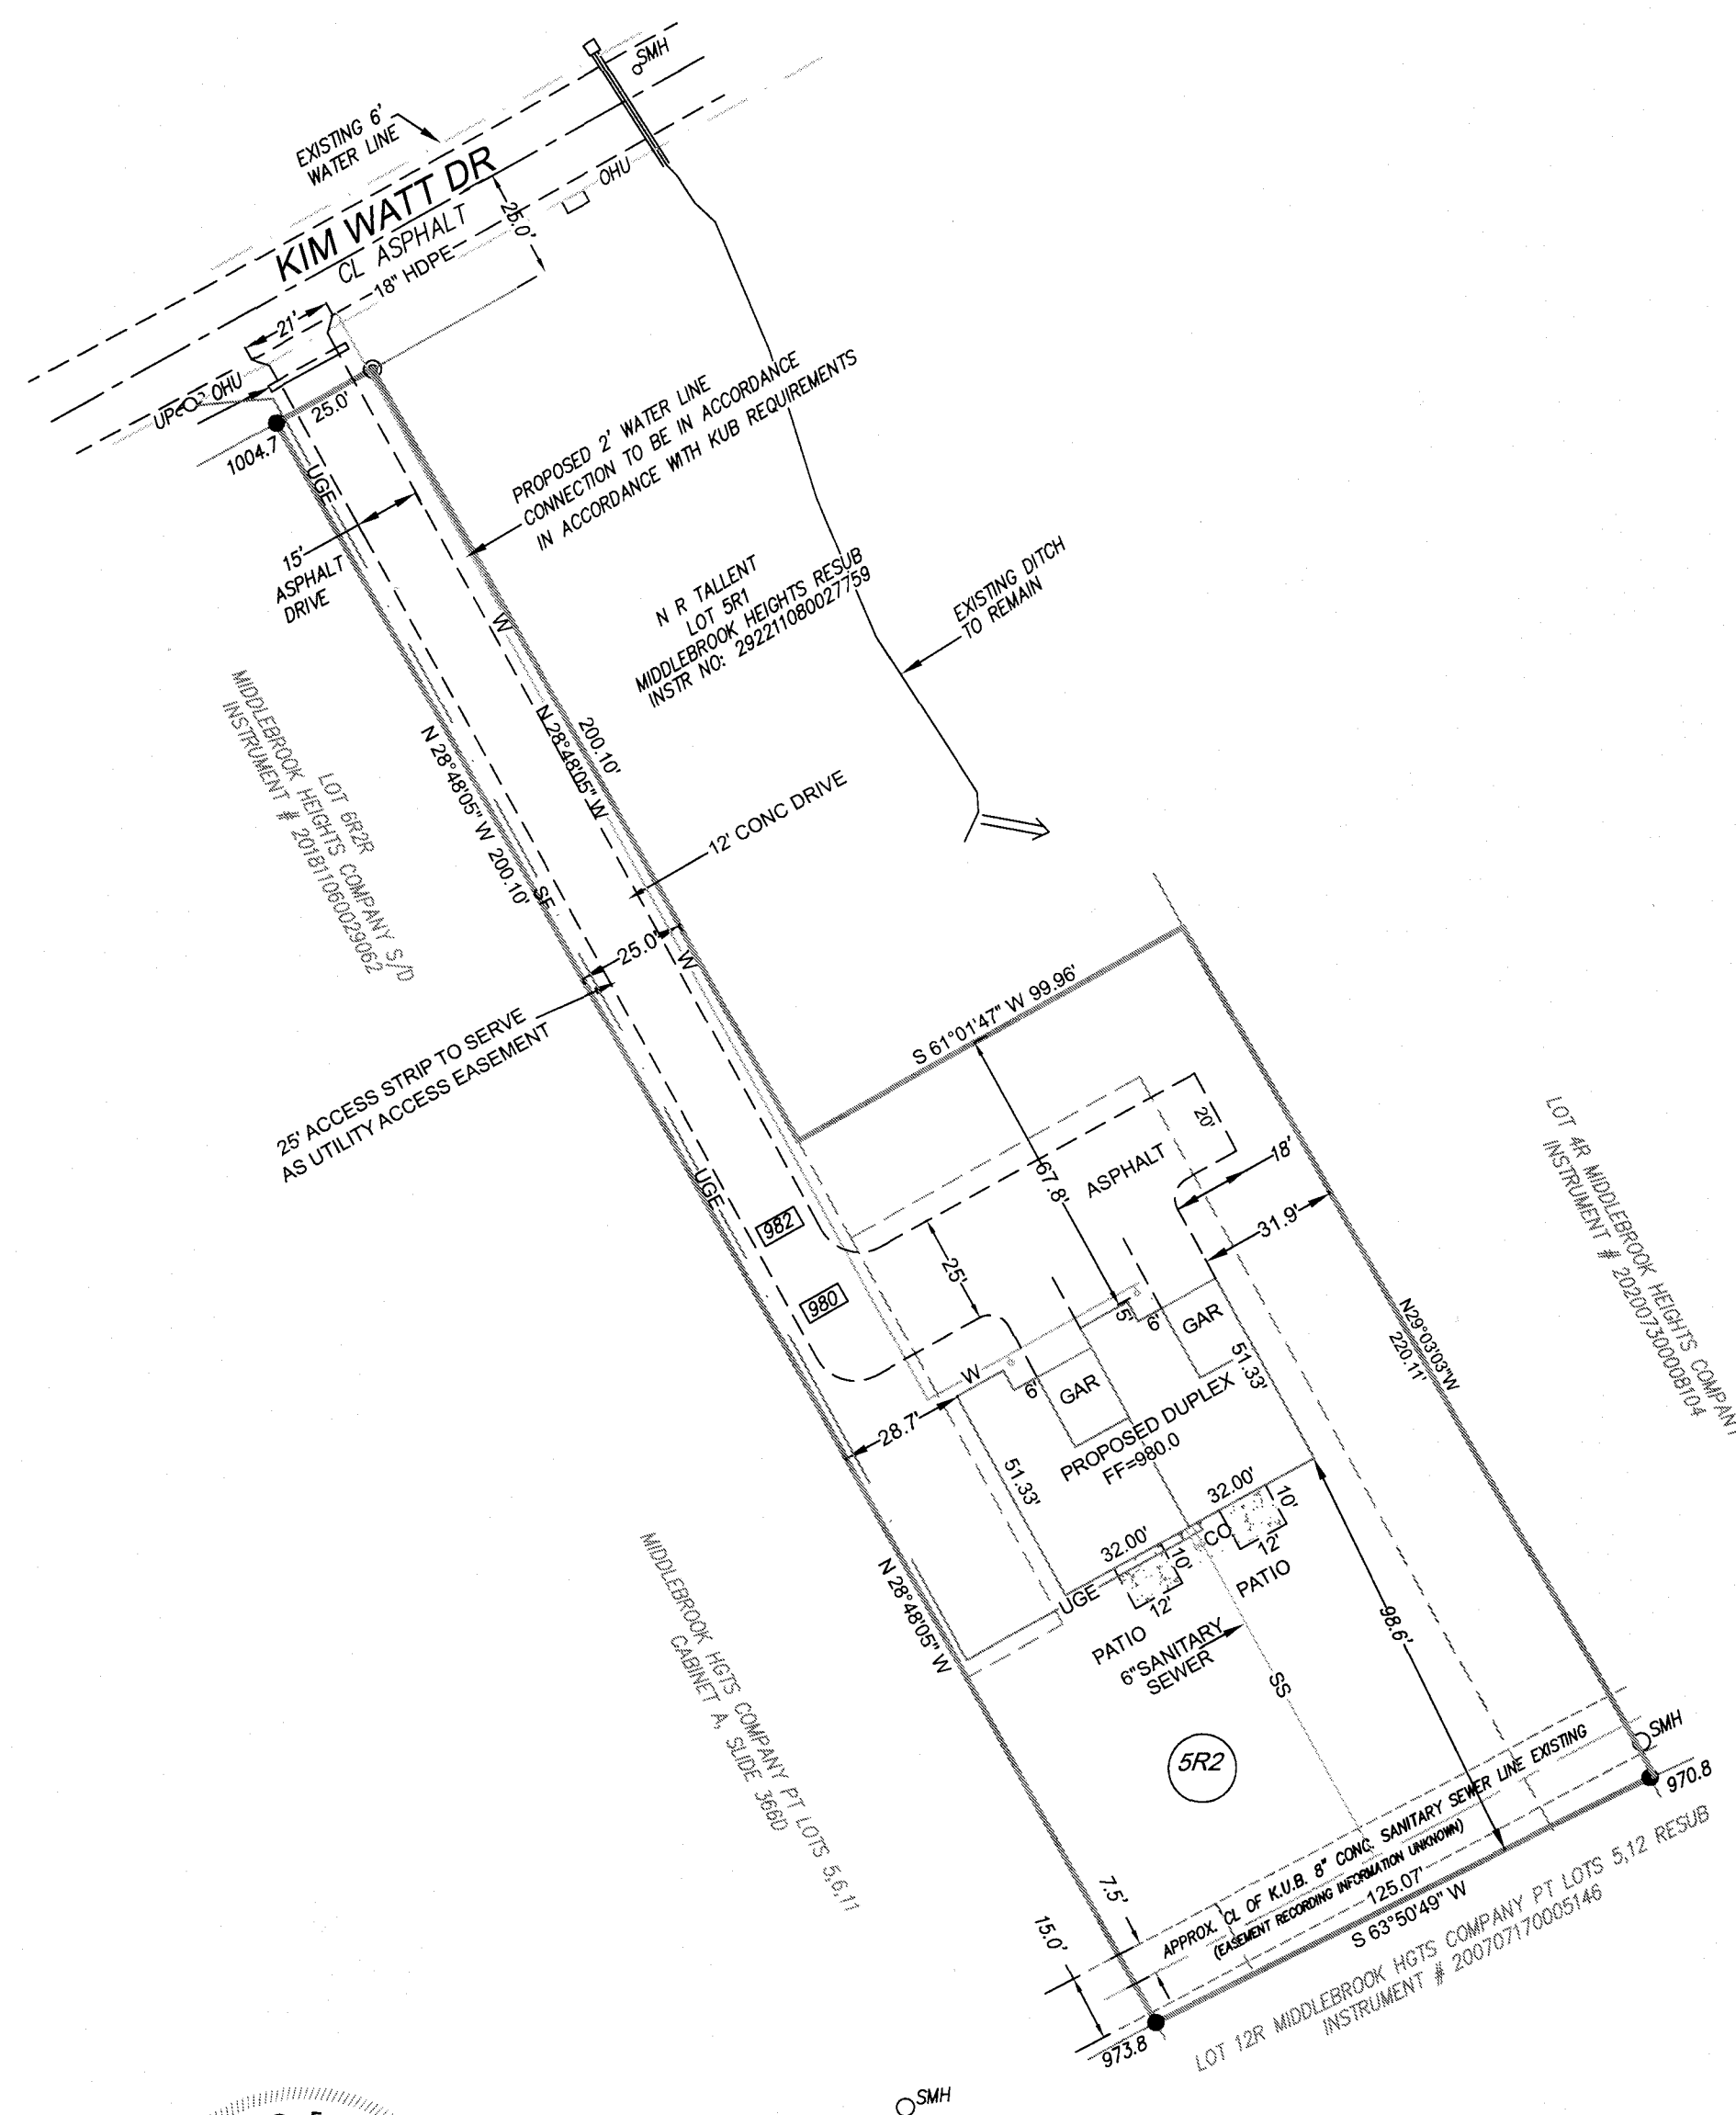 SMH
EXISTING 6'
WATER LINE
KIM WATT DR
CL ASPHALT
18" HDPE
OHU
25.0'
21'
UP
OHU
25.0'
1004.7
UGE
15'
ASPHALT
DRIVE
PROPOSED 2' WATER LINE
CONNECTION TO BE IN ACCORDANCE
IN ACCORDANCE WITH KUB REQUIREMENTS
N R TALLENT
LOT 5R1
MIDDLEBROOK HEIGHTS RESUB
INSTR NO: 292211080027759
EXISTING DITCH
TO REMAIN
W
N 28°48'05" W
200.10'
LOT 6R2R
MIDDLEBROOK HEIGHTS COMPANY S/D
INSTRUMENT # 201811060029062
N 28°48'05" W 200.10'
12' CONC DRIVE
25.0'
W
25' ACCESS STRIP TO SERVE
AS UTILITY ACCESS EASEMENT
S 61°01'47" W 99.96'
UGE
982
980
67.8'
ASPHALT
20'
18'
31.9'
25'
LOT 4R MIDDLEBROOK HEIGHTS COMPANY
INSTRUMENT # 202007300008104
N29°03'03"W
220.11'
5'
6'
GAR
51.33'
W
6'
GAR
28.7'
PROPOSED DUPLEX
FF=980.0
51.33'
32.00'
10'
12'
CO
32.00'
10'
12'
UGE
PATIO
PATIO
6"SANITARY
SEWER
SS
98.6'
N 28°48'05" W
MIDDLEBROOK HGTS COMPANY PT LOTS 5,6,11
CABINET A, SLIDE 366D
5R2
SMH
970.8
APPROX. CL OF K.U.B. 8" CONC. SANITARY SEWER LINE EXISTING
(EASEMENT RECORDING INFORMATION UNKNOWN)
125.07'
S 63°50'49" W
7.5'
15.0'
973.8
LOT 12R MIDDLEBROOK HGTS COMPANY PT LOTS 5,12 RESUB
INSTRUMENT # 200707170005146
SMH